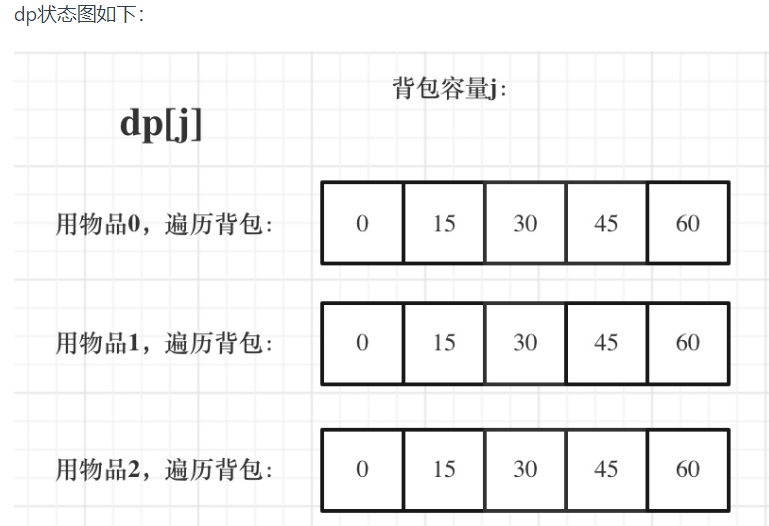 dp状态图如下：
背包容量j:
dp[j]
用物品0，遍历背包: 0 15 30 45 60
用物品1，遍历背包: 0 15 30 45 60
用物品2，遍历背包: 0 15 30 45 60